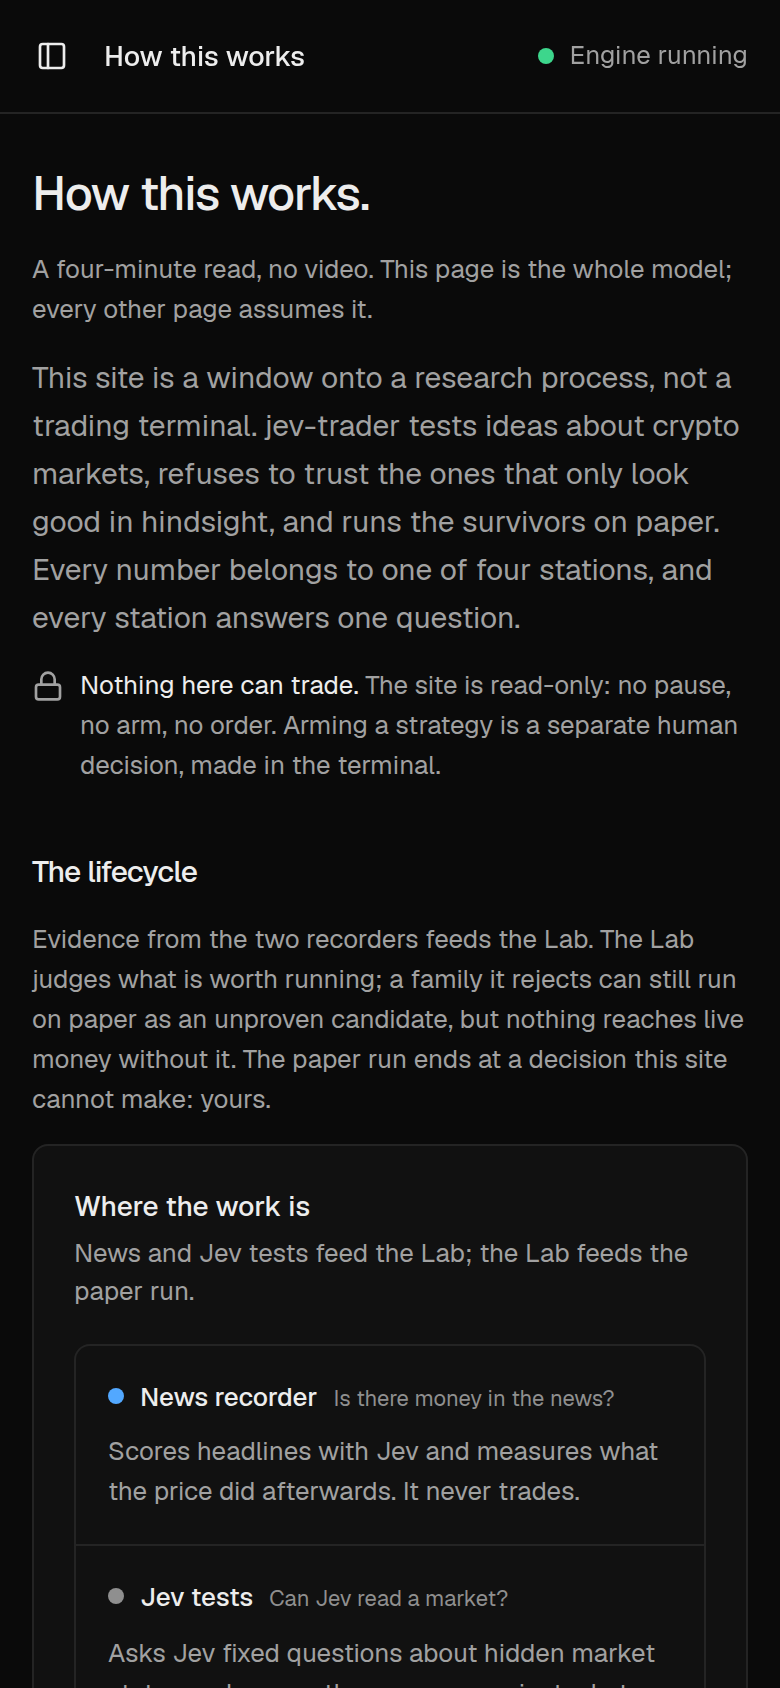 How this works
Engine running
How this works.
A four-minute read, no video. This page is the whole model;
every other page assumes it.
This site is a window onto a research process, not a
trading terminal. jev-trader tests ideas about crypto
markets, refuses to trust the ones that only look
good in hindsight, and runs the survivors on paper.
Every number belongs to one of four stations, and
every station answers one question.
Nothing here can trade. The site is read-only: no pause,
no arm, no order. Arming a strategy is a separate human
decision, made in the terminal.
The lifecycle
Evidence from the two recorders feeds the Lab. The Lab
judges what is worth running; a family it rejects can still run
on paper as an unproven candidate, but nothing reaches live
money without it. The paper run ends at a decision this site
cannot make: yours.
Where the work is
News and Jev tests feed the Lab; the Lab feeds the
paper run.
News recorder Is there money in the news?
Scores headlines with Jev and measures what
the price did afterwards. It never trades.
Jev tests Can Jev read a market?
Asks Jev fixed questions about hidden market